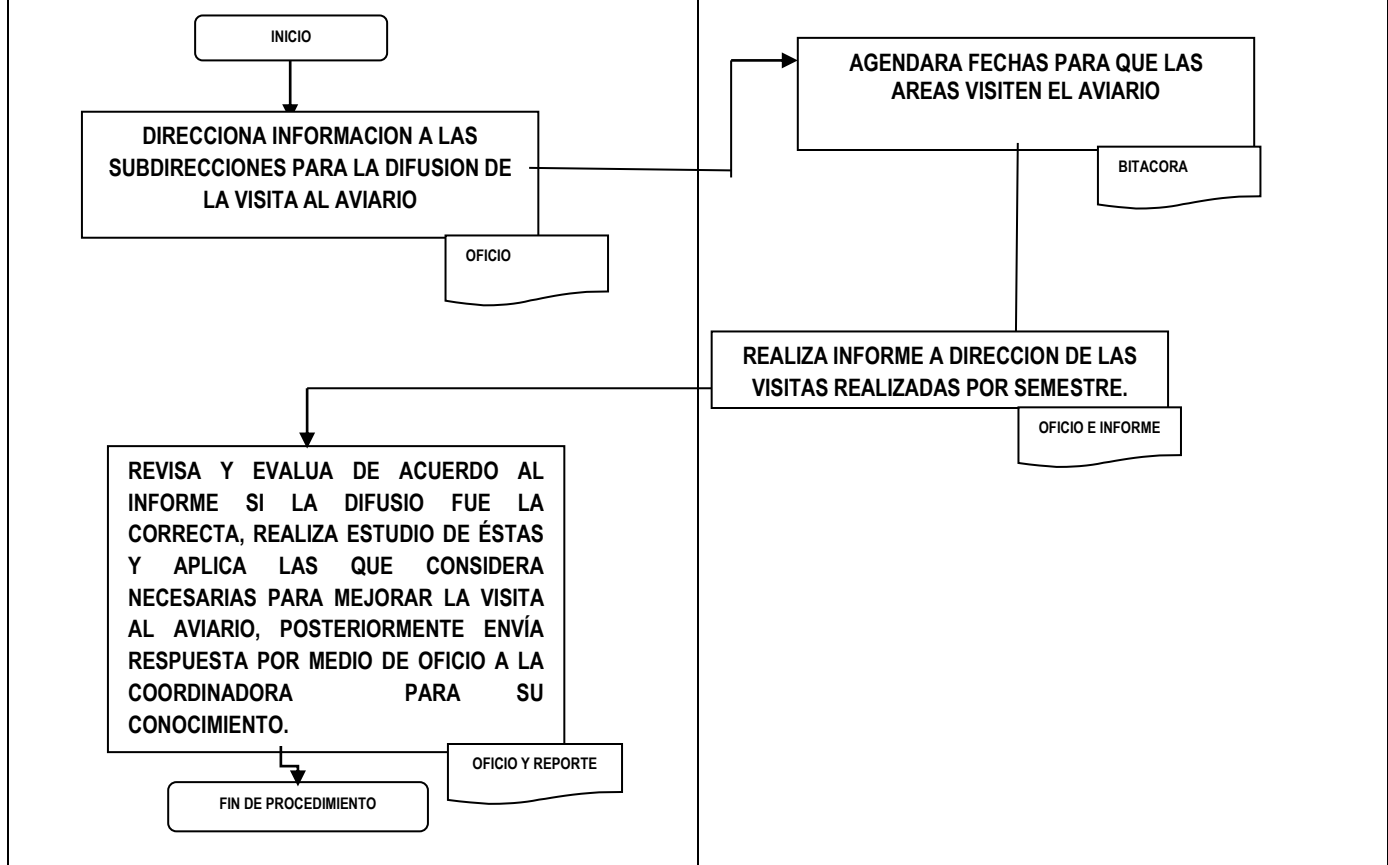 INICIO
DIRECCIONA INFORMACION A LAS
SUBDIRECCIONES PARA LA DIFUSION DE
LA VISITA AL AVIARIO
OFICIO
AGENDARA FECHAS PARA QUE LAS
AREAS VISITEN EL AVIARIO
BITACORA
REALIZA INFORME A DIRECCION DE LAS
VISITAS REALIZADAS POR SEMESTRE.
OFICIO E INFORME
REVISA Y EVALUA DE ACUERDO AL
INFORME SI LA DIFUSIO FUE LA
CORRECTA, REALIZA ESTUDIO DE ÉSTAS
Y APLICA LAS QUE CONSIDERA
NECESARIAS PARA MEJORAR LA VISITA
AL AVIARIO, POSTERIORMENTE ENVÍA
RESPUESTA POR MEDIO DE OFICIO A LA
COORDINADORA PARA SU
CONOCIMIENTO.
OFICIO Y REPORTE
FIN DE PROCEDIMIENTO